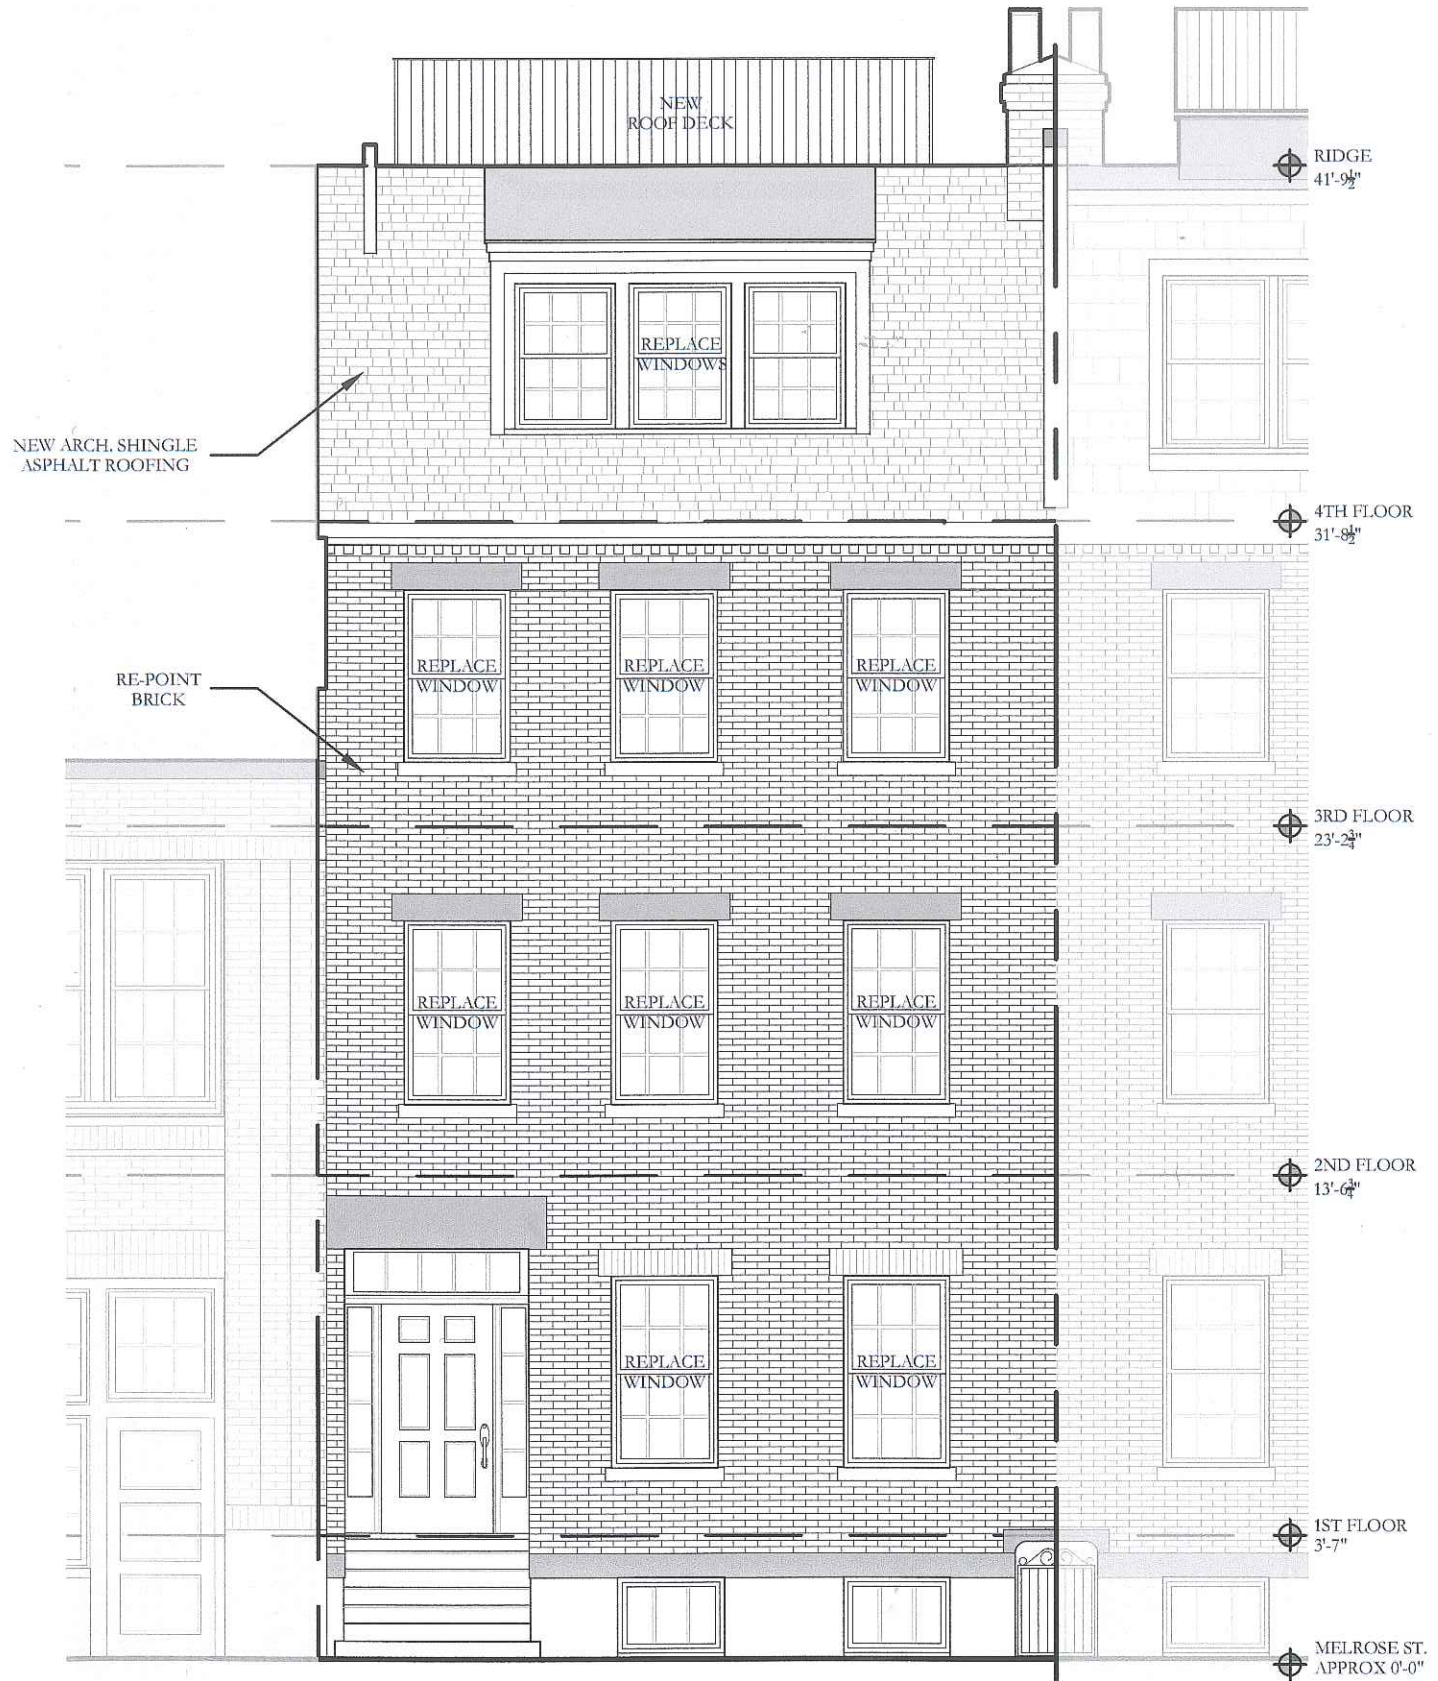 NEW
ROOF DECK
RIDGE
41'-9½"
REPLACE
WINDOWS
NEW ARCH. SHINGLE
ASPHALT ROOFING
4TH FLOOR
31'-8½"
REPLACE
WINDOW
REPLACE
WINDOW
REPLACE
WINDOW
RE-POINT
BRICK
3RD FLOOR
23'-2¾"
REPLACE
WINDOW
REPLACE
WINDOW
REPLACE
WINDOW
2ND FLOOR
13'-6¾"
REPLACE
WINDOW
REPLACE
WINDOW
1ST FLOOR
3'-7"
MELROSE ST.
APPROX 0'-0"